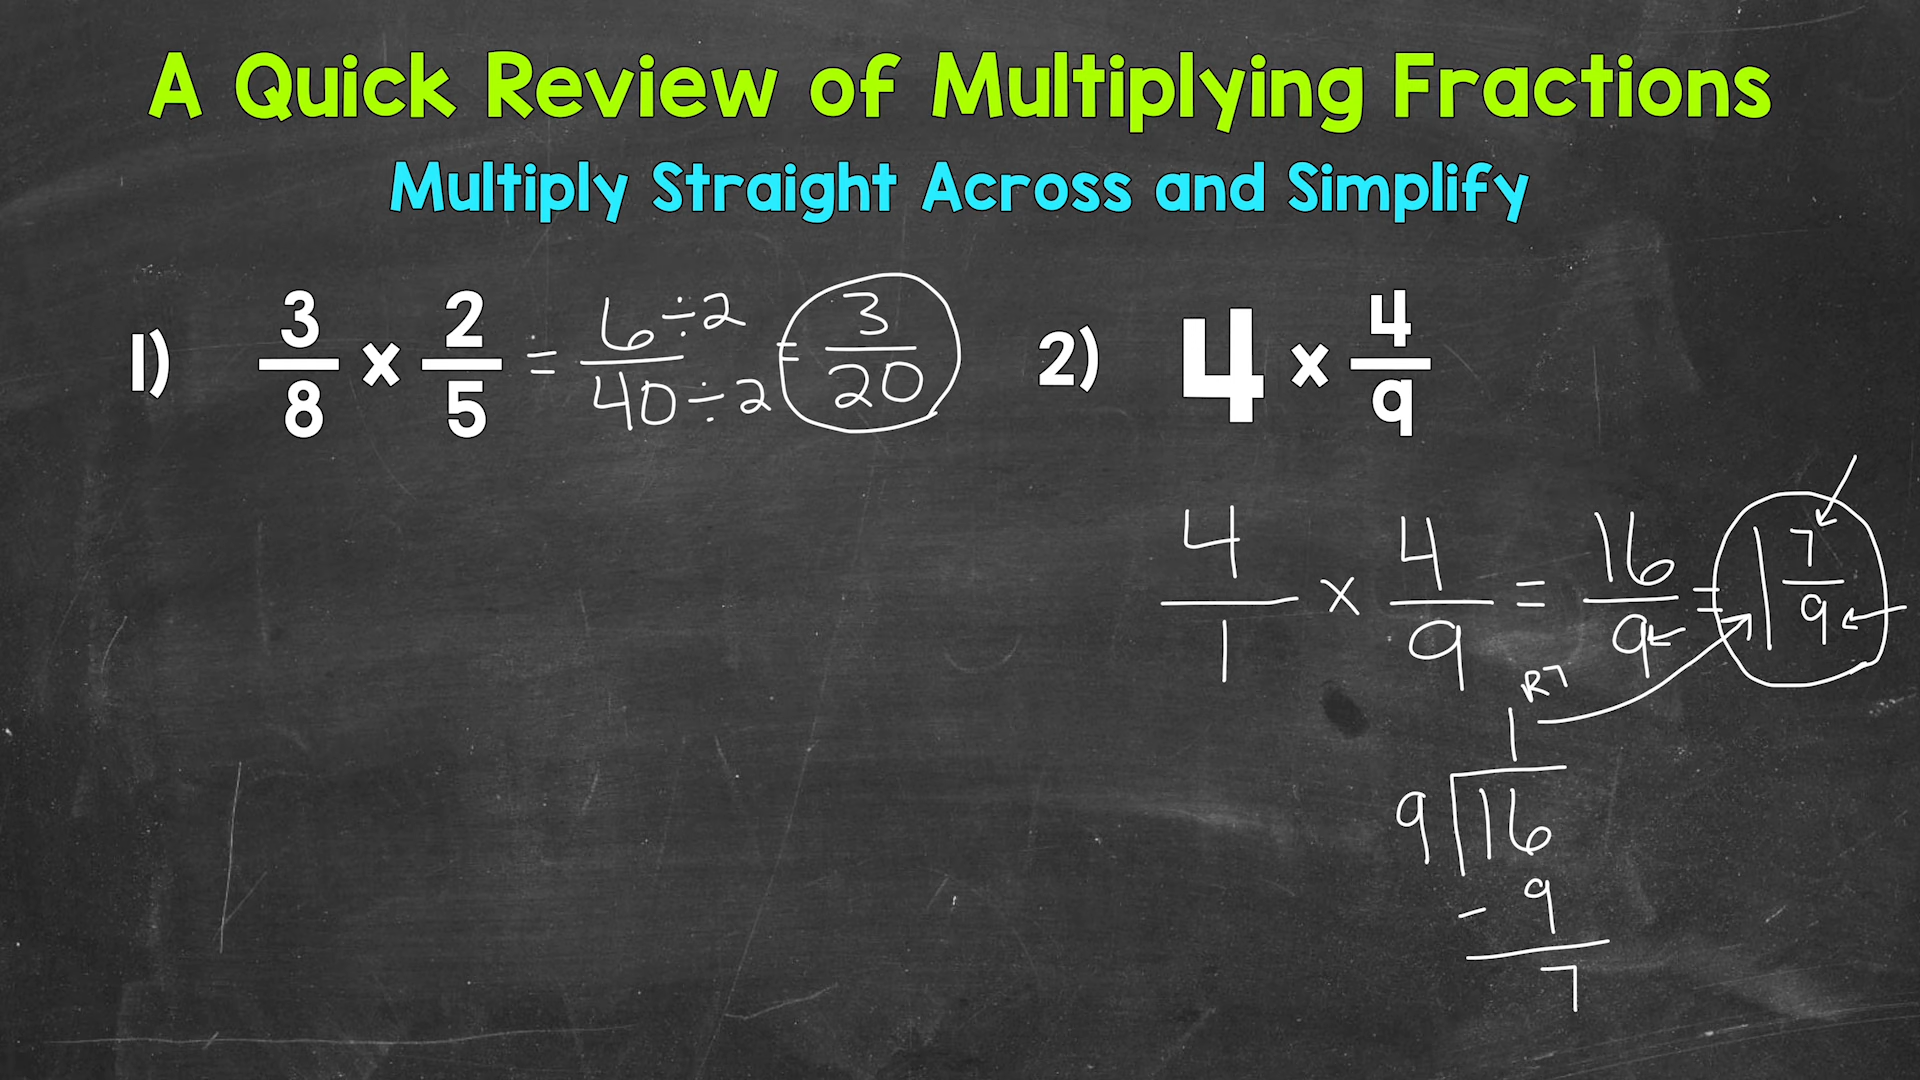 A Quick Review of Multiplying Fractions
Multiply Straight Across and Simplify
1) 3/8 × 2/5 = 6÷2/40÷2 = 3/20
2) 4 × 4/9
4/1 × 4/9 = 16/9 = 1 7/9
1 R7
9 16
- 9
7